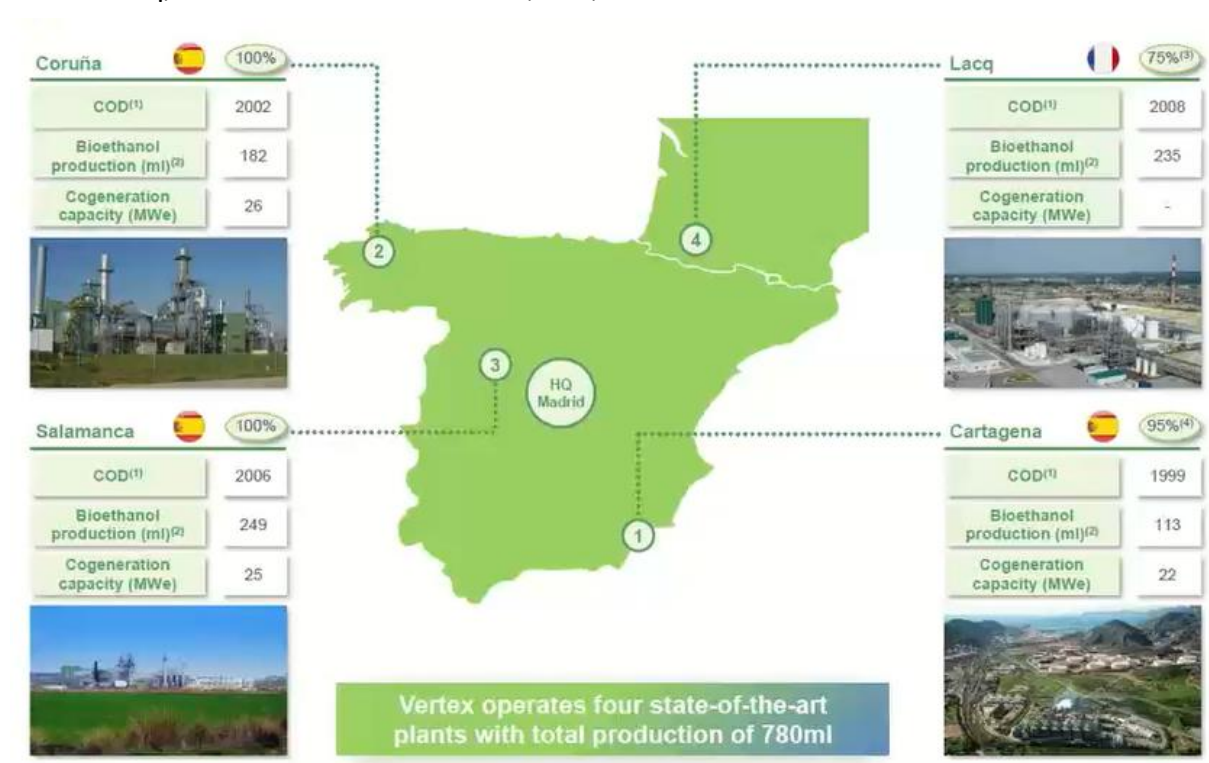 Coruña
100%
COD(1)
2002
Bioethanol
production (ml)(2)
182
Cogeneration
capacity (MWe)
26
Lacq
75%(3)
COD(1)
2008
Bioethanol
production (ml)(2)
235
Cogeneration
capacity (MWe)
-
2
4
3
HQ
Madrid
1
Salamanca
100%
COD(1)
2006
Bioethanol
production (ml)(2)
249
Cogeneration
capacity (MWe)
25
Cartagena
95%(4)
COD(1)
1999
Bioethanol
production (ml)(2)
113
Cogeneration
capacity (MWe)
22
Vertex operates four state-of-the-art
plants with total production of 780ml